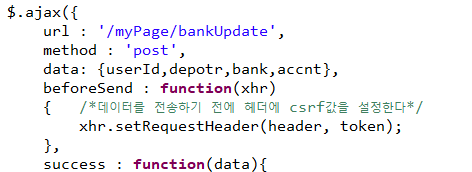 $.ajax({
url : '/myPage/bankUpdate',
method : 'post',
data: {userId,depotr,bank,accnt},
beforeSend : function(xhr)
{ /*데이터를 전송하기 전에 헤더에 csrf값을 설정한다*/
xhr.setRequestHeader(header, token);
},
success : function(data){